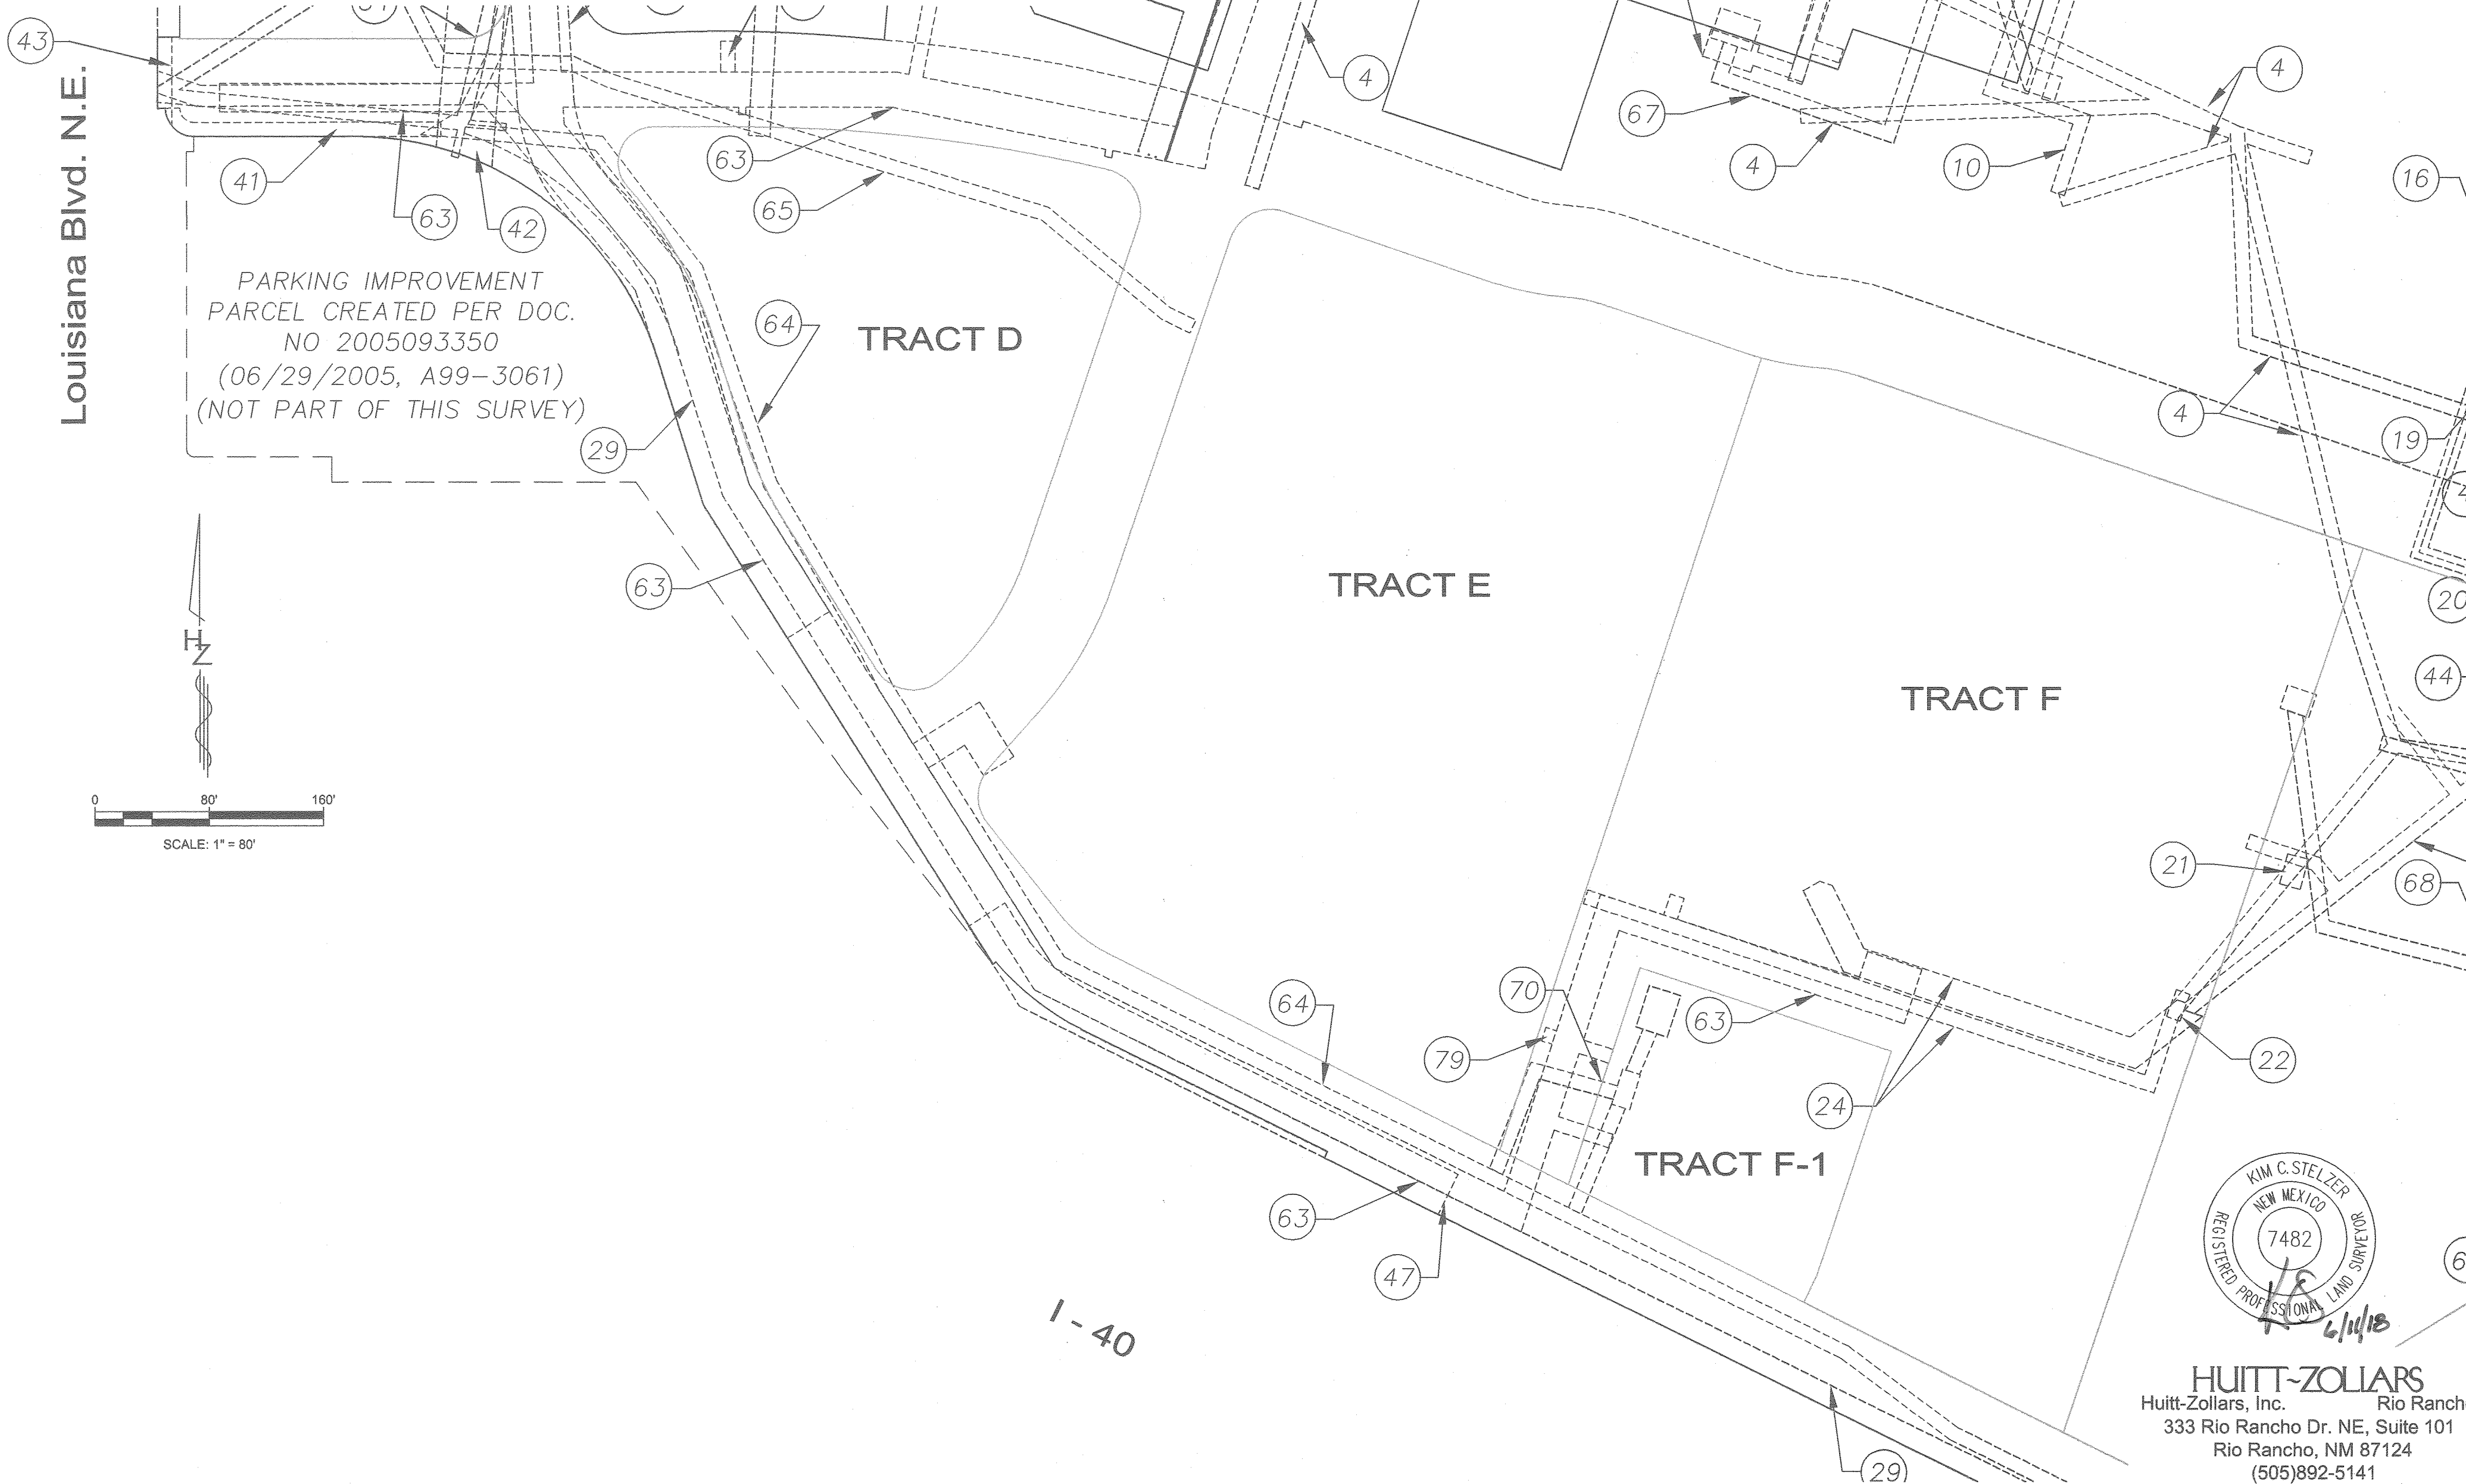 43
Louisiana Blvd. N.E.
41
63
42
63
65
4
67
4
10
4
16
PARKING IMPROVEMENT
PARCEL CREATED PER DOC.
NO 2005093350
(06/29/2005, A99-3061)
(NOT PART OF THIS SURVEY)
64
TRACT D
29
63
4
19
20
44
TRACT E
TRACT F
HZ
0 80' 160'
SCALE: 1" = 80'
21
68
64
70
63
79
24
22
TRACT F-1
63
47
I - 40
29
KIM C. STELZER
NEW MEXICO
7482
REGISTERED PROFESSIONAL LAND SURVEYOR
6/11/18
HUITT~ZOLLARS
Huitt-Zollars, Inc. Rio Rancho
333 Rio Rancho Dr. NE, Suite 101
Rio Rancho, NM 87124
(505)892-5141